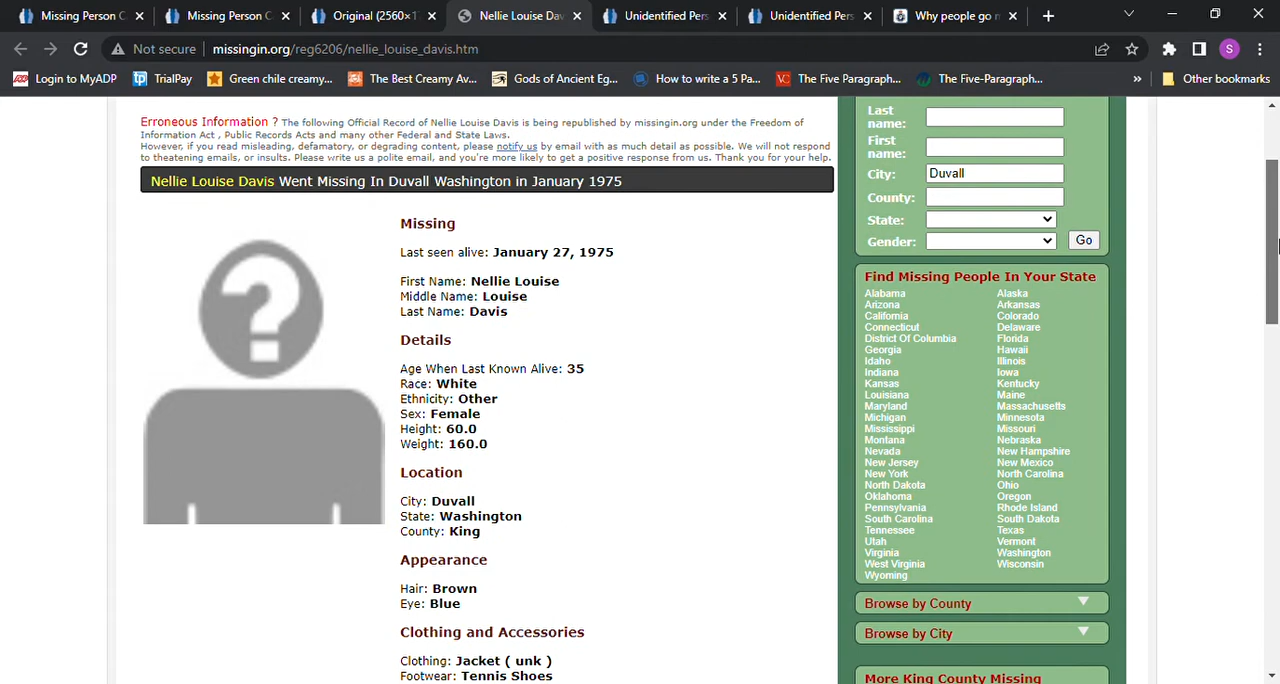 Missing Person C
Missing Person C
Original (2560×1
Nellie Louise Dav
Unidentified Pers
Unidentified Pers
Why people go m
Not secure
missingin.org/reg6206/nellie_louise_davis.htm
S
Login to MyADP
TrialPay
Green chile creamy...
The Best Creamy Av...
Gods of Ancient Eg...
How to write a 5 Pa...
The Five Paragraph...
The Five-Paragraph...
»
Other bookmarks
Erroneous Information ? The following Official Record of Nellie Louise Davis is being republished by missingin.org under the Freedom of
Information Act , Public Records Acts and many other Federal and State Laws.
However, if you read misleading, defamatory, or degrading content, please notify us by email with as much detail as possible. We will not respond
to threatening emails, or insults. Please write us a polite email, and you're more likely to get a positive response from us. Thank you for your help.
Nellie Louise Davis Went Missing In Duvall Washington in January 1975
Missing
Last seen alive: January 27, 1975
First Name: Nellie Louise
Middle Name: Louise
Last Name: Davis
Details
Age When Last Known Alive: 35
Race: White
Ethnicity: Other
Sex: Female
Height: 60.0
Weight: 160.0
Location
City: Duvall
State: Washington
County: King
Appearance
Hair: Brown
Eye: Blue
Clothing and Accessories
Clothing: Jacket ( unk )
Footwear: Tennis Shoes
Last
name:
First
name:
City: Duvall
County:
State:
Gender:
Go
Find Missing People In Your State
Alabama Alaska
Arizona Arkansas
California Colorado
Connecticut Delaware
District Of Columbia Florida
Georgia Hawaii
Idaho Illinois
Indiana Iowa
Kansas Kentucky
Louisiana Maine
Maryland Massachusetts
Michigan Minnesota
Mississippi Missouri
Montana Nebraska
Nevada New Hampshire
New Jersey New Mexico
New York North Carolina
North Dakota Ohio
Oklahoma Oregon
Pennsylvania Rhode Island
South Carolina South Dakota
Tennessee Texas
Utah Vermont
Virginia Washington
West Virginia Wisconsin
Wyoming
Browse by County
Browse by City
More King County Missing